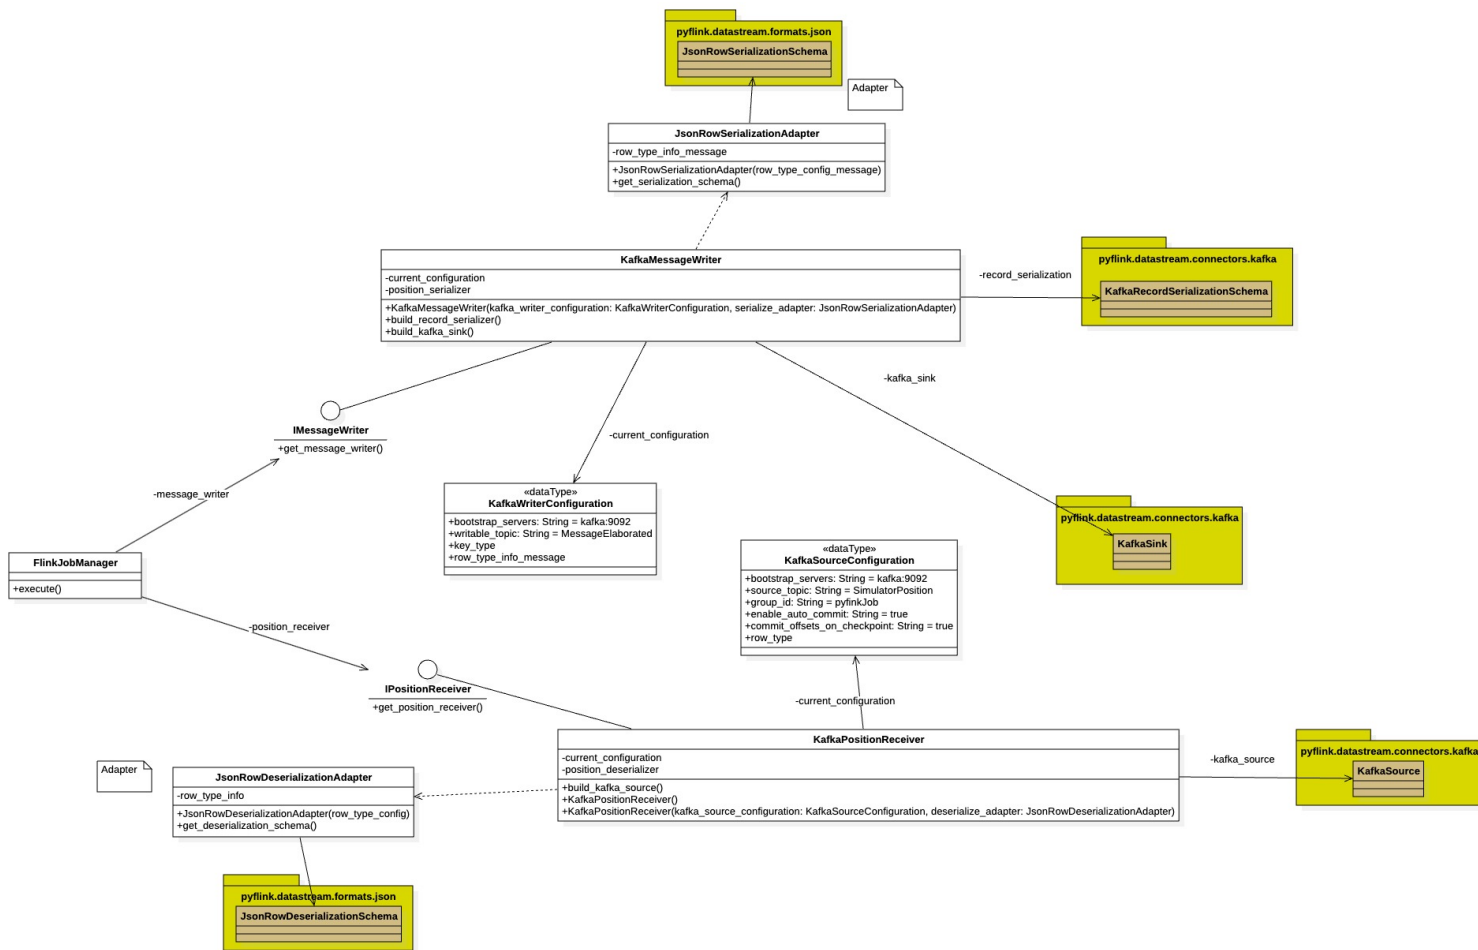 pyflink.datastream.formats.json
JsonRowSerializationSchema
Adapter
JsonRowSerializationAdapter
-row_type_info_message
+JsonRowSerializationAdapter(row_type_config_message)
+get_serialization_schema()
KafkaMessageWriter
-current_configuration
-position_serializer
+KafkaMessageWriter(kafka_writer_configuration: KafkaWriterConfiguration, serialize_adapter: JsonRowSerializationAdapter)
+build_record_serializer()
+build_kafka_sink()
-record_serialization
pyflink.datastream.connectors.kafka
KafkaRecordSerializationSchema
-kafka_sink
IMessageWriter
+get_message_writer()
-current_configuration
-message_writer
«dataType»
KafkaWriterConfiguration
+bootstrap_servers: String = kafka:9092
+writable_topic: String = MessageElaborated
+key_type
+row_type_info_message
pyflink.datastream.connectors.kafka
KafkaSink
FlinkJobManager
+execute()
«dataType»
KafkaSourceConfiguration
+bootstrap_servers: String = kafka:9092
+source_topic: String = SimulatorPosition
+group_id: String = pyfinkJob
+enable_auto_commit: String = true
+commit_offsets_on_checkpoint: String = true
+row_type
-position_receiver
IPositionReceiver
+get_position_receiver()
-current_configuration
KafkaPositionReceiver
-current_configuration
-position_deserializer
+build_kafka_source()
+KafkaPositionReceiver()
+KafkaPositionReceiver(kafka_source_configuration: KafkaSourceConfiguration, deserialize_adapter: JsonRowDeserializationAdapter)
-kafka_source
pyflink.datastream.connectors.kafka
KafkaSource
Adapter
JsonRowDeserializationAdapter
-row_type_info
+JsonRowDeserializationAdapter(row_type_config)
+get_deserialization_schema()
pyflink.datastream.formats.json
JsonRowDeserializationSchema